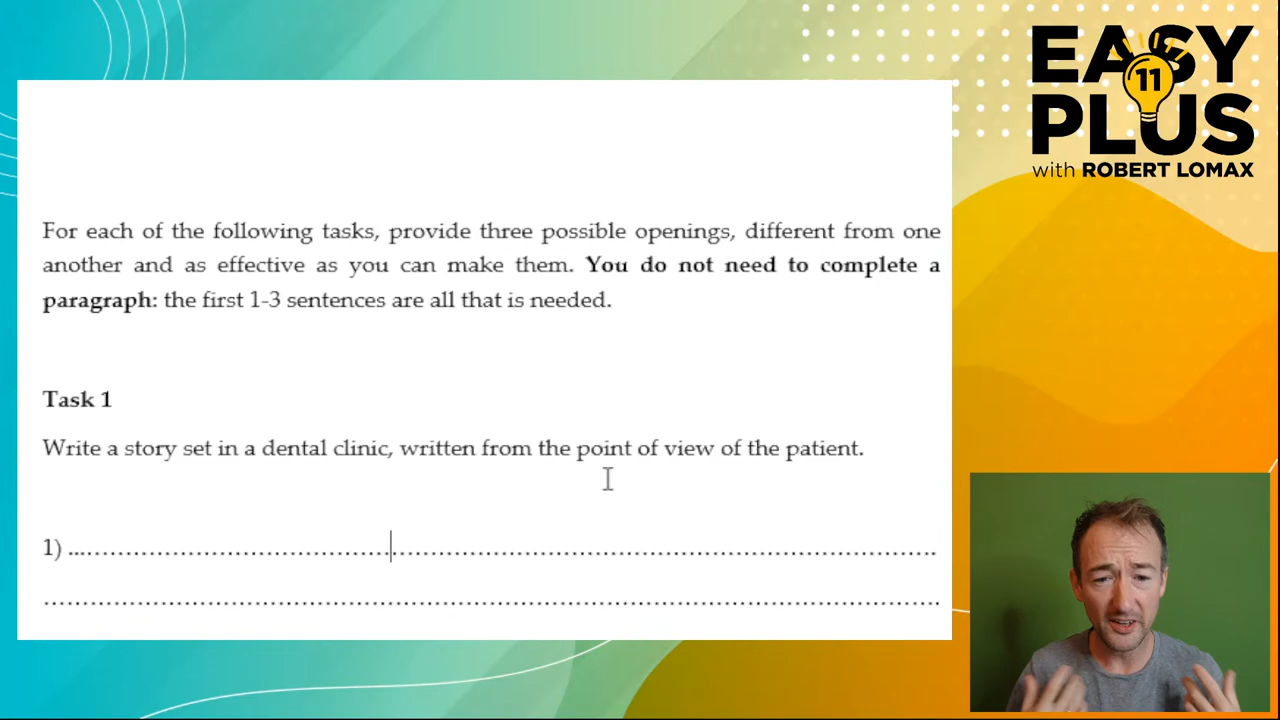 EASY
11
PLUS
with ROBERT LOMAX
For each of the following tasks, provide three possible openings, different from one
another and as effective as you can make them. You do not need to complete a
paragraph: the first 1-3 sentences are all that is needed.
Task 1
Write a story set in a dental clinic, written from the point of view of the patient.
1) ................................................................................................
................................................................................................